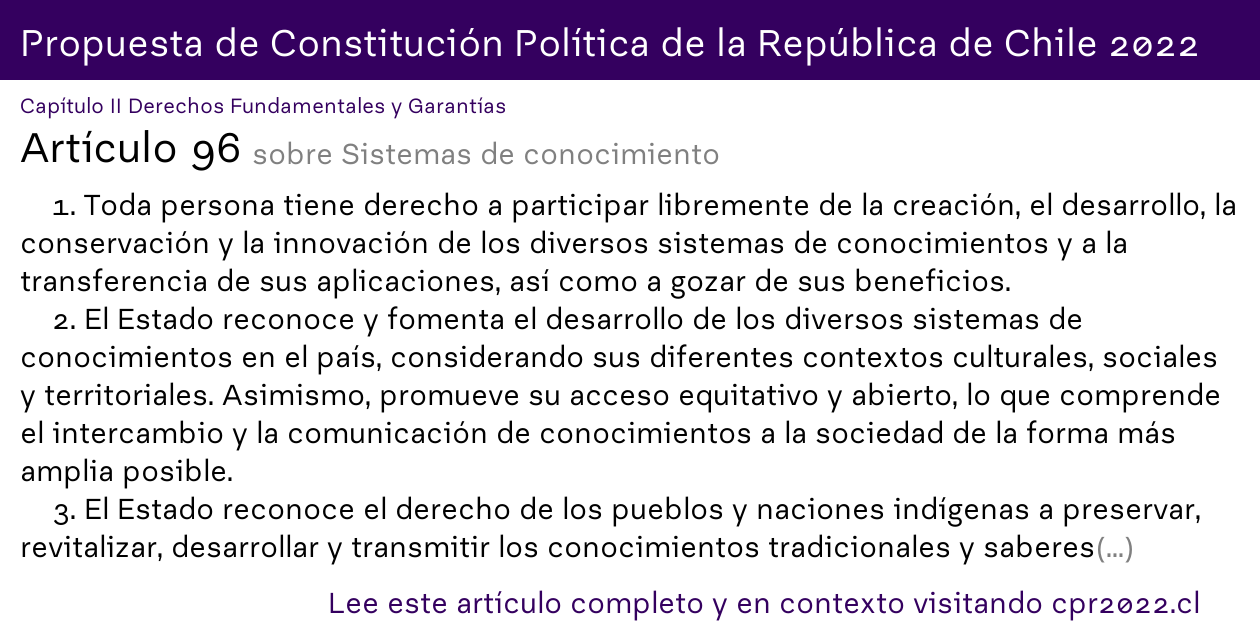 Propuesta de Constitución Política de la República de Chile 2022
Capítulo II Derechos Fundamentales y Garantías
Artículo 96 sobre Sistemas de conocimiento
1. Toda persona tiene derecho a participar libremente de la creación, el desarrollo, la
conservación y la innovación de los diversos sistemas de conocimientos y a la
transferencia de sus aplicaciones, así como a gozar de sus beneficios.
2. El Estado reconoce y fomenta el desarrollo de los diversos sistemas de
conocimientos en el país, considerando sus diferentes contextos culturales, sociales
y territoriales. Asimismo, promueve su acceso equitativo y abierto, lo que comprende
el intercambio y la comunicación de conocimientos a la sociedad de la forma más
amplia posible.
3. El Estado reconoce el derecho de los pueblos y naciones indígenas a preservar,
revitalizar, desarrollar y transmitir los conocimientos tradicionales y saberes(...)
Lee este artículo completo y en contexto visitando cpr2022.cl